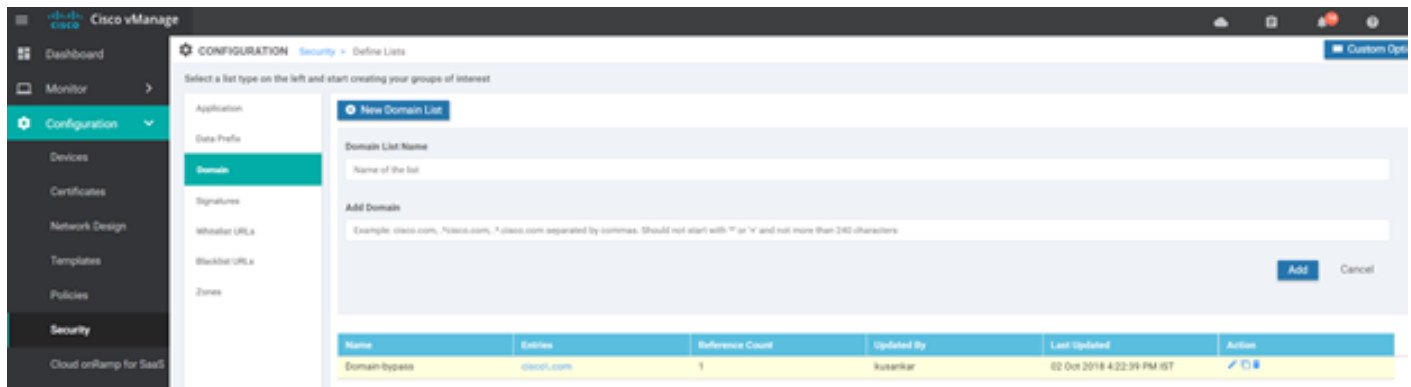 cisco Cisco vManage
CONFIGURATION Security > Define Lists
Custom Opti
Select a list type on the left and start creating your groups of interest
Dashboard
Monitor
Configuration
Devices
Certificates
Network Design
Templates
Policies
Security
Cloud onRamp for SaaS
Application
Data Prefix
Domain
Signatures
Whitelist URLs
Blacklist URLs
Zones
New Domain List
Domain List Name
Name of the list
Add Domain
Example: cisco.com, .*cisco.com, .*.cisco.com separated by commas. Should not start with '*' or '+' and not more than 240 characters
Add Cancel
Name Entries Reference Count Updated By Last Updated Action
Domain-bypass cisco\.com 1 kusankar 02 Oct 2018 4:22:39 PM IST